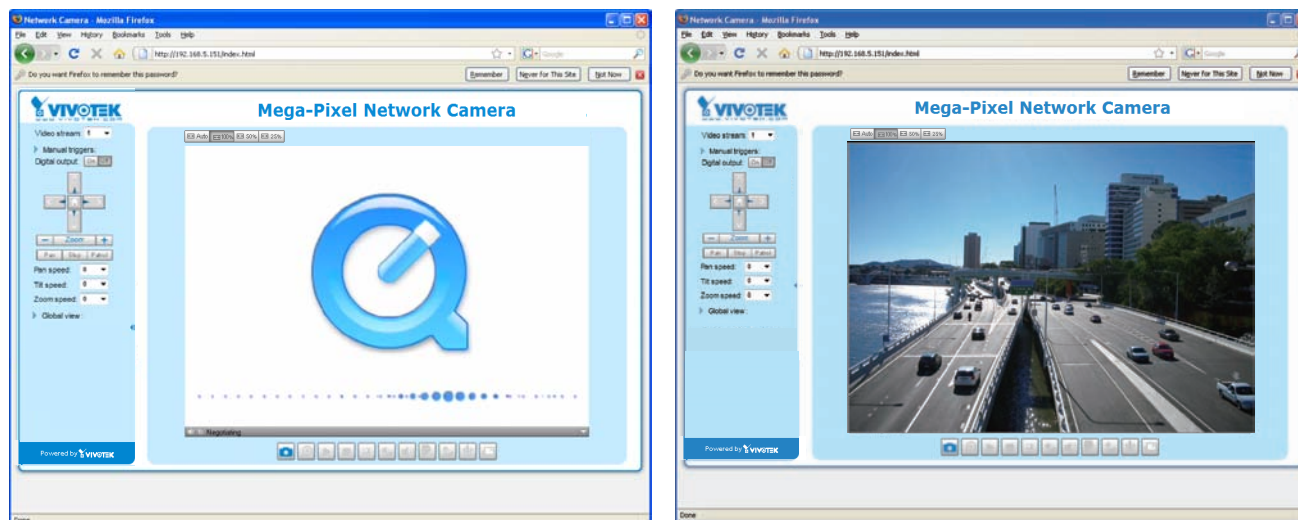 Network Camera - Mozilla Firefox
File Edit View History Bookmarks Tools Help
http://192.168.5.151/index.html
Google
Do you want Firefox to remember this password?
Remember
Never for This Site
Not Now
VIVOTEK
www.vivotek.com
Mega-Pixel Network Camera
Video stream: 1
Auto 100% 50% 25%
Manual triggers:
Digital output: On
Zoom
Pan Stop Patrol
Pan speed: 0
Tilt speed: 0
Zoom speed: 0
Global view:
Negotiating
Powered by VIVOTEK
Done
Network Camera - Mozilla Firefox
File Edit View History Bookmarks Tools Help
http://192.168.5.151/index.html
Google
Do you want Firefox to remember this password?
Remember
Never for This Site
Not Now
VIVOTEK
www.vivotek.com
Mega-Pixel Network Camera
Video stream: 1
Auto 100% 50% 25%
Manual triggers:
Digital output: On
Zoom
Pan Stop Patrol
Pan speed: 0
Tilt speed: 0
Zoom speed: 0
Global view:
Powered by VIVOTEK
Done